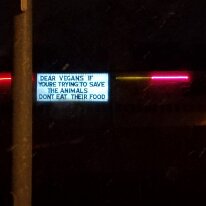 DEAR VEGANS IF
YOURE TRYING TO SAVE
THE ANIMALS
DONT EAT THEIR FOOD